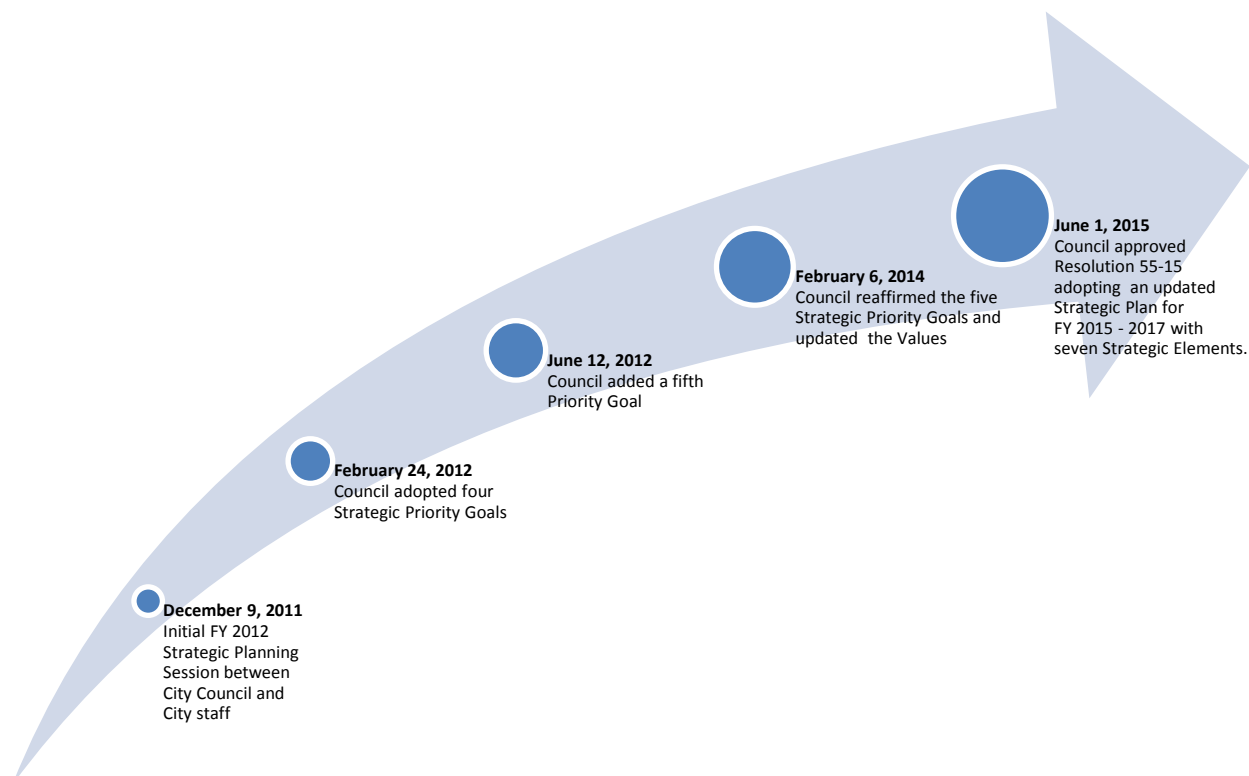 December 9, 2011
Initial FY 2012
Strategic Planning
Session between
City Council and
City staff
February 24, 2012
Council adopted four
Strategic Priority Goals
June 12, 2012
Council added a fifth
Priority Goal
February 6, 2014
Council reaffirmed the five
Strategic Priority Goals and
updated  the Values
June 1, 2015
Council approved
Resolution 55-15
adopting  an updated
Strategic Plan for
FY 2015 - 2017 with
seven Strategic Elements.